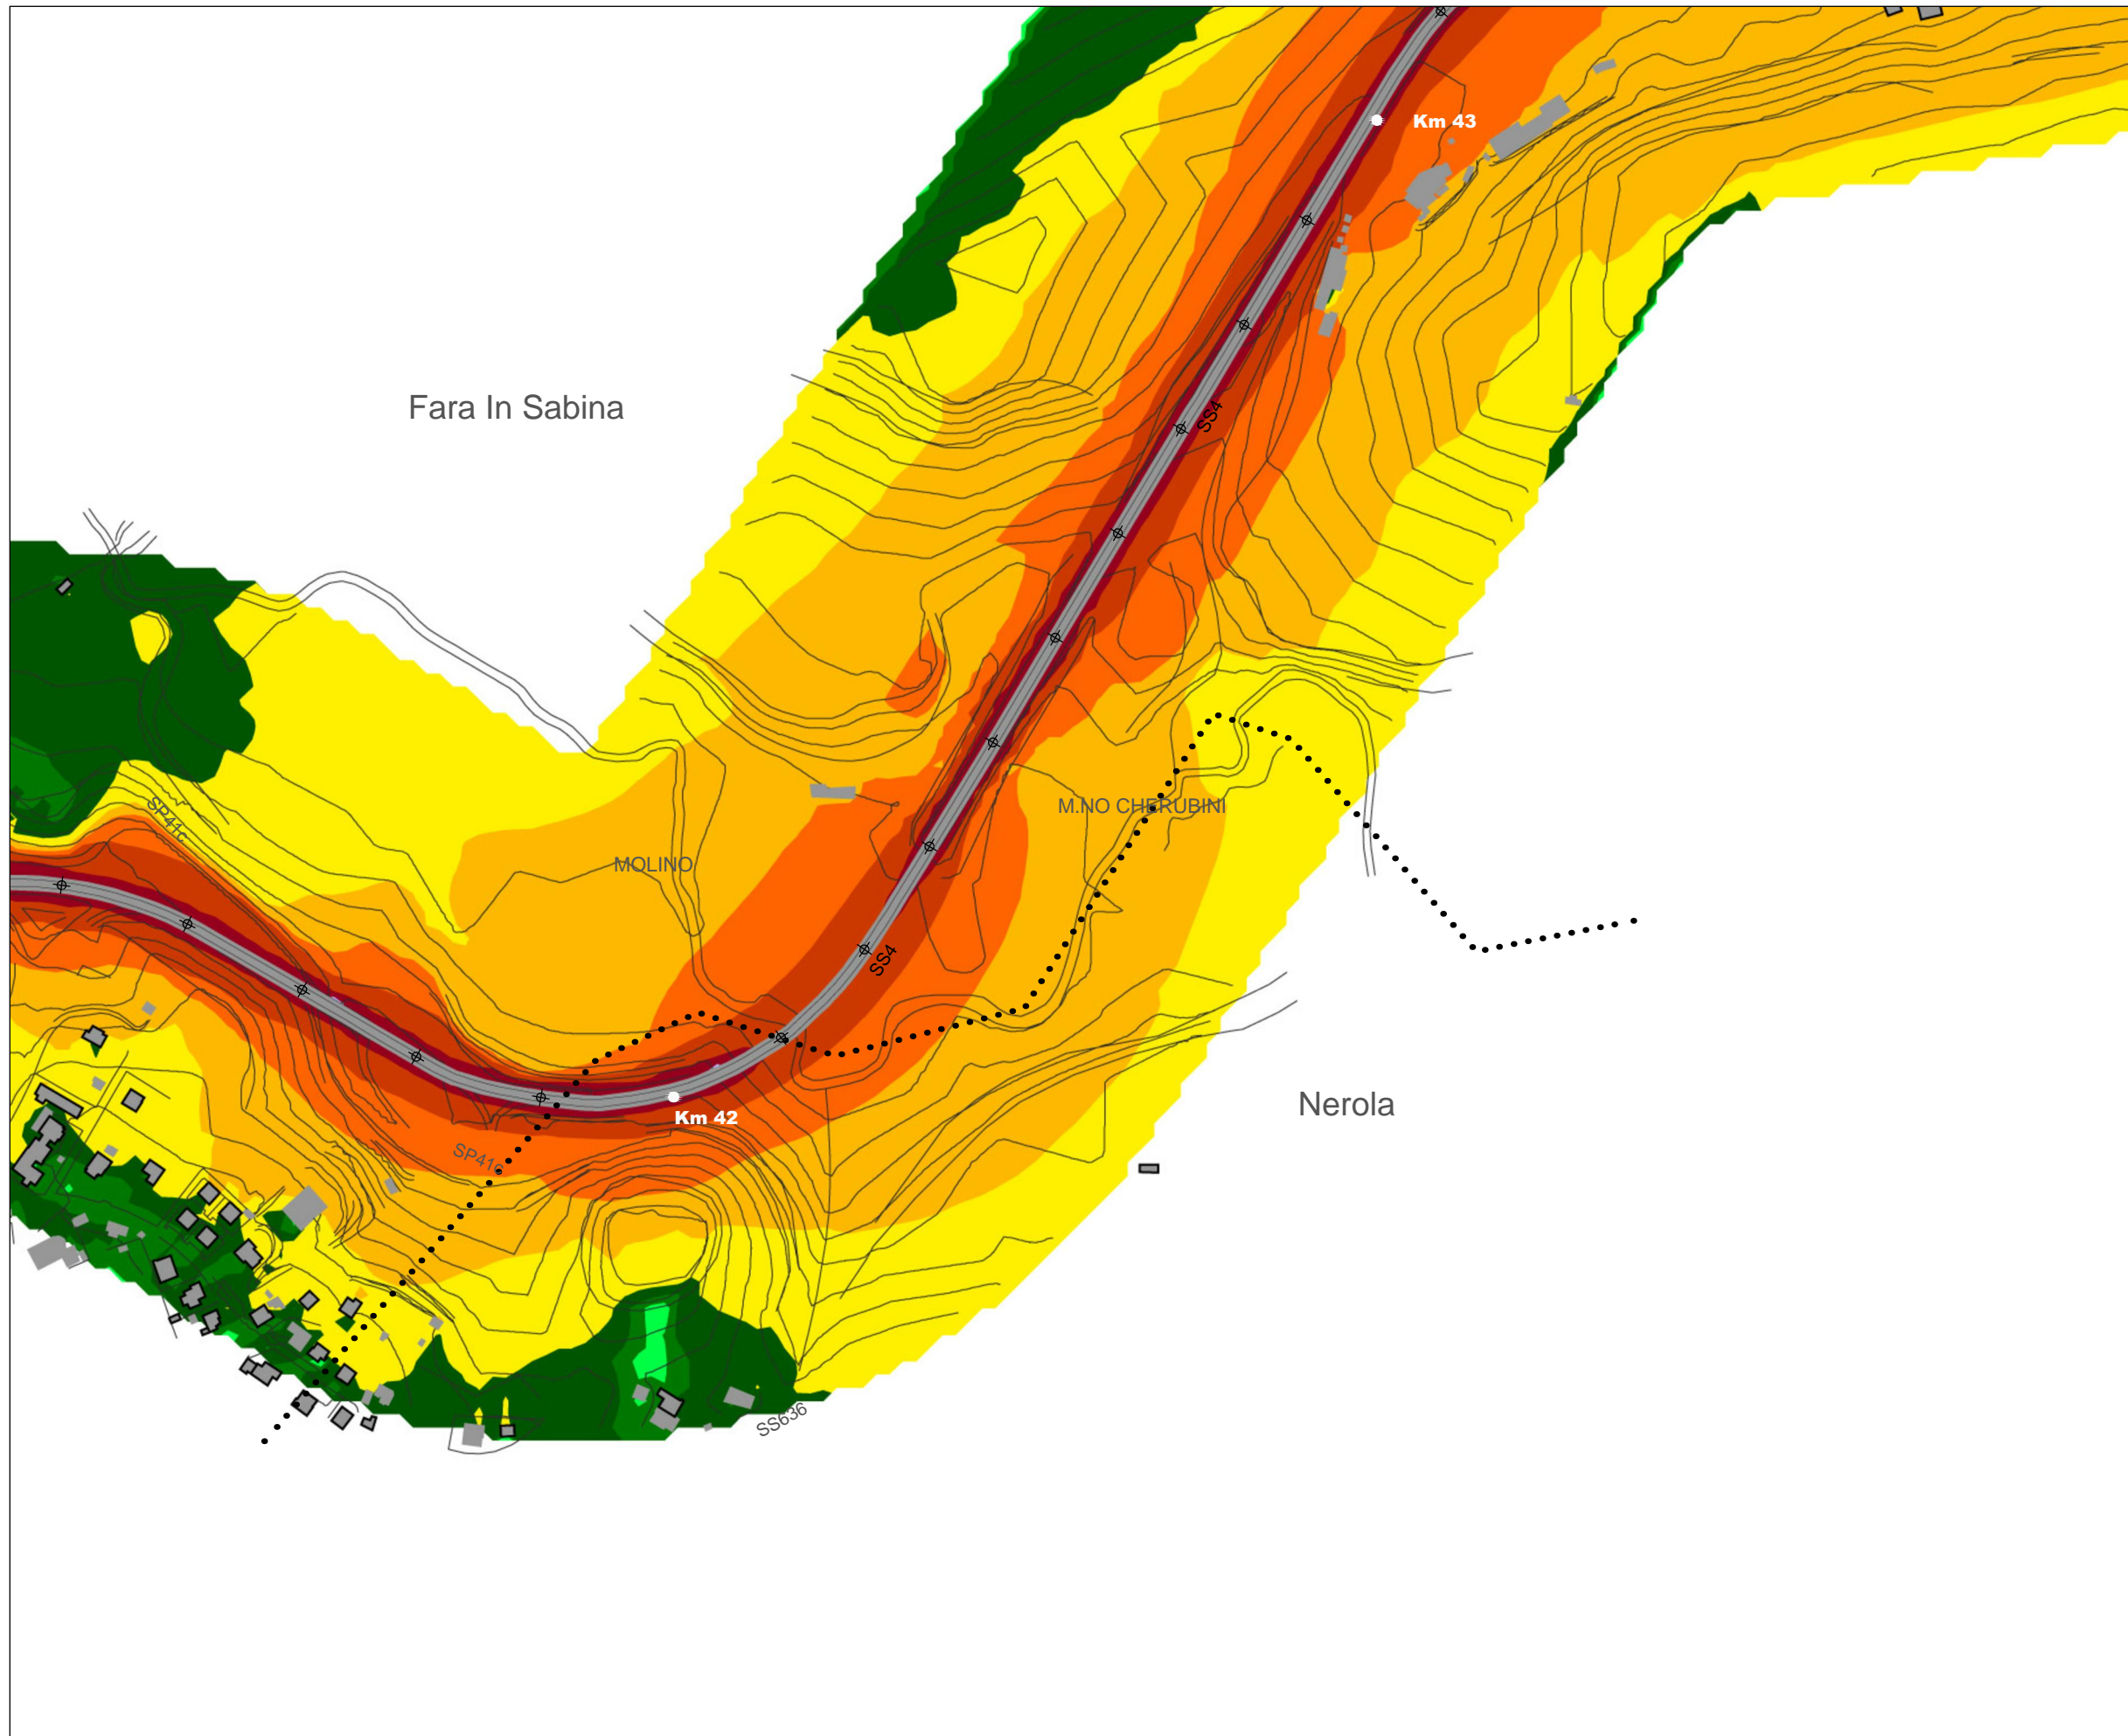 Km 43
Fara In Sabina
SS4
SP41c
M.NO CHERUBINI
MOLINO
SS4
Nerola
Km 42
SP41c
SS636